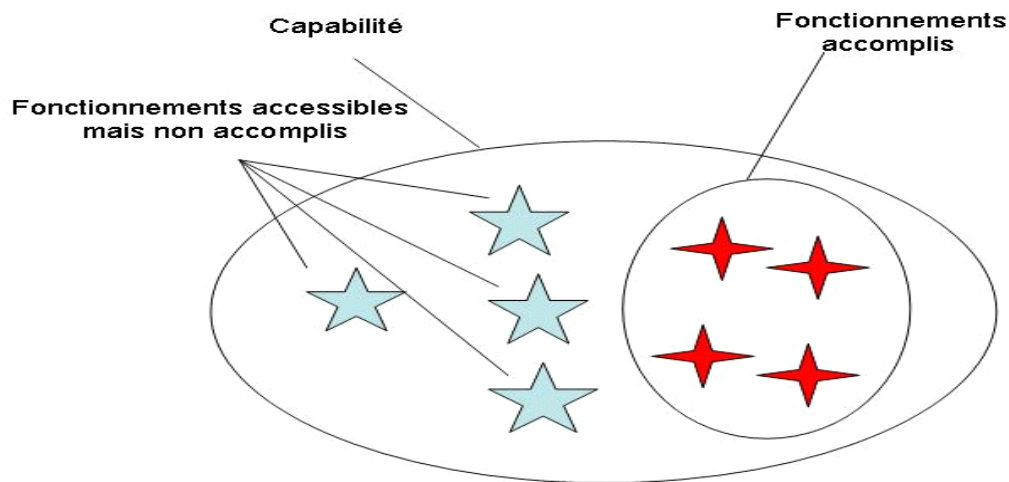 Capabilité
Fonctionnements
accomplis
Fonctionnements accessibles
mais non accomplis